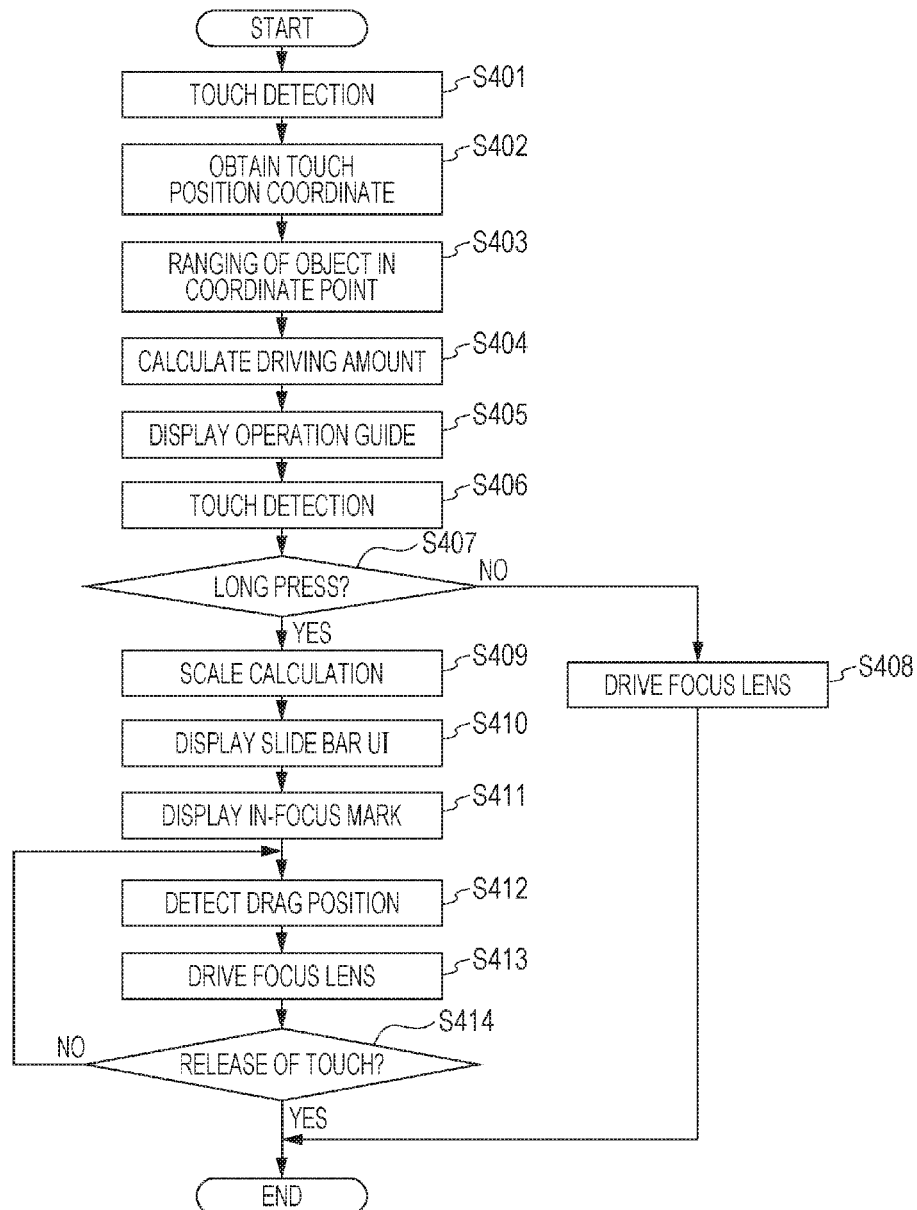 START
TOUCH DETECTION
S401
OBTAIN TOUCH
POSITION COORDINATE
S402
RANGING OF OBJECT IN
COORDINATE POINT
S403
CALCULATE DRIVING AMOUNT
S404
DISPLAY OPERATION GUIDE
S405
TOUCH DETECTION
S406
LONG PRESS?
S407
NO
YES
SCALE CALCULATION
S409
DRIVE FOCUS LENS
S408
DISPLAY SLIDE BAR UI
S410
DISPLAY IN-FOCUS MARK
S411
DETECT DRAG POSITION
S412
DRIVE FOCUS LENS
S413
RELEASE OF TOUCH?
S414
NO
YES
END